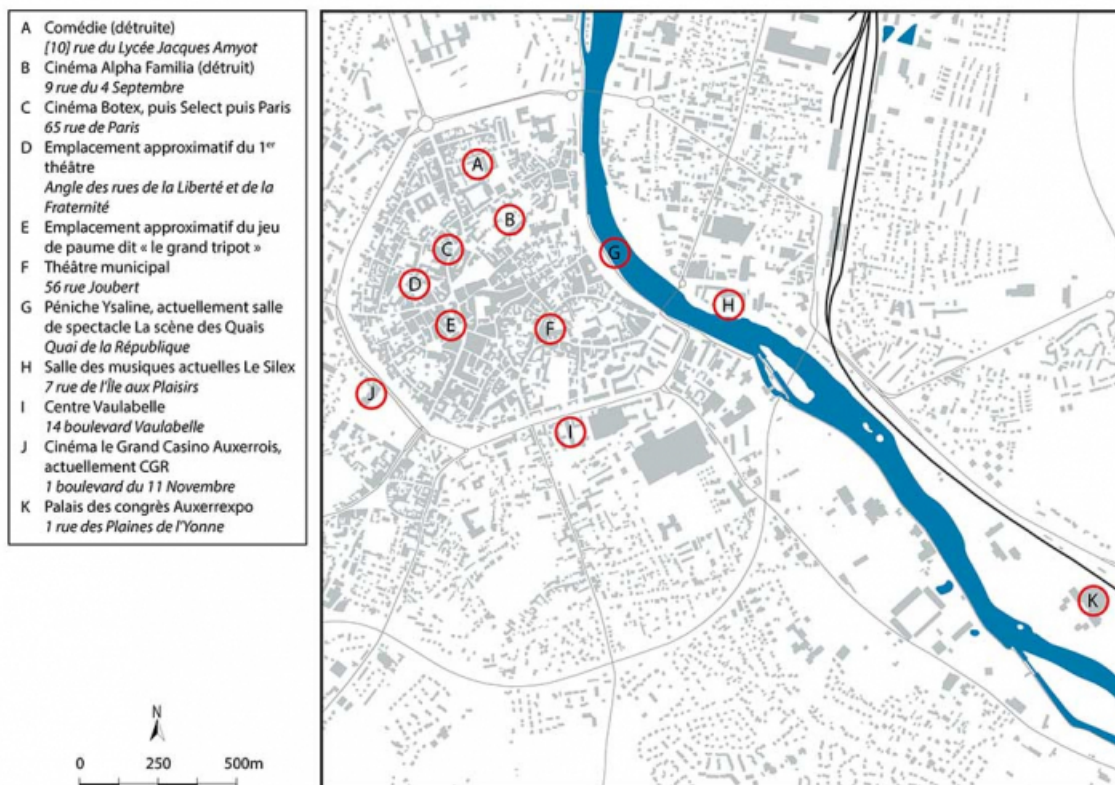 A Comédie (détruite)
[10] rue du Lycée Jacques Amyot
B Cinéma Alpha Familia (détruit)
9 rue du 4 Septembre
C Cinéma Botex, puis Select puis Paris
65 rue de Paris
D Emplacement approximatif du 1er
théâtre
Angle des rues de la Liberté et de la
Fraternité
E Emplacement approximatif du jeu
de paume dit « le grand tripot »
F Théâtre municipal
56 rue Joubert
G Péniche Ysaline, actuellement salle
de spectacle La scène des Quais
Quai de la République
H Salle des musiques actuelles Le Silex
7 rue de l'Île aux Plaisirs
I Centre Vaulabelle
14 boulevard Vaulabelle
J Cinéma le Grand Casino Auxerrois,
actuellement CGR
1 boulevard du 11 Novembre
K Palais des congrès Auxerrexpo
1 rue des Plaines de l'Yonne
N
0 250 500m
A
B
C
G
D
H
E
F
J
I
K